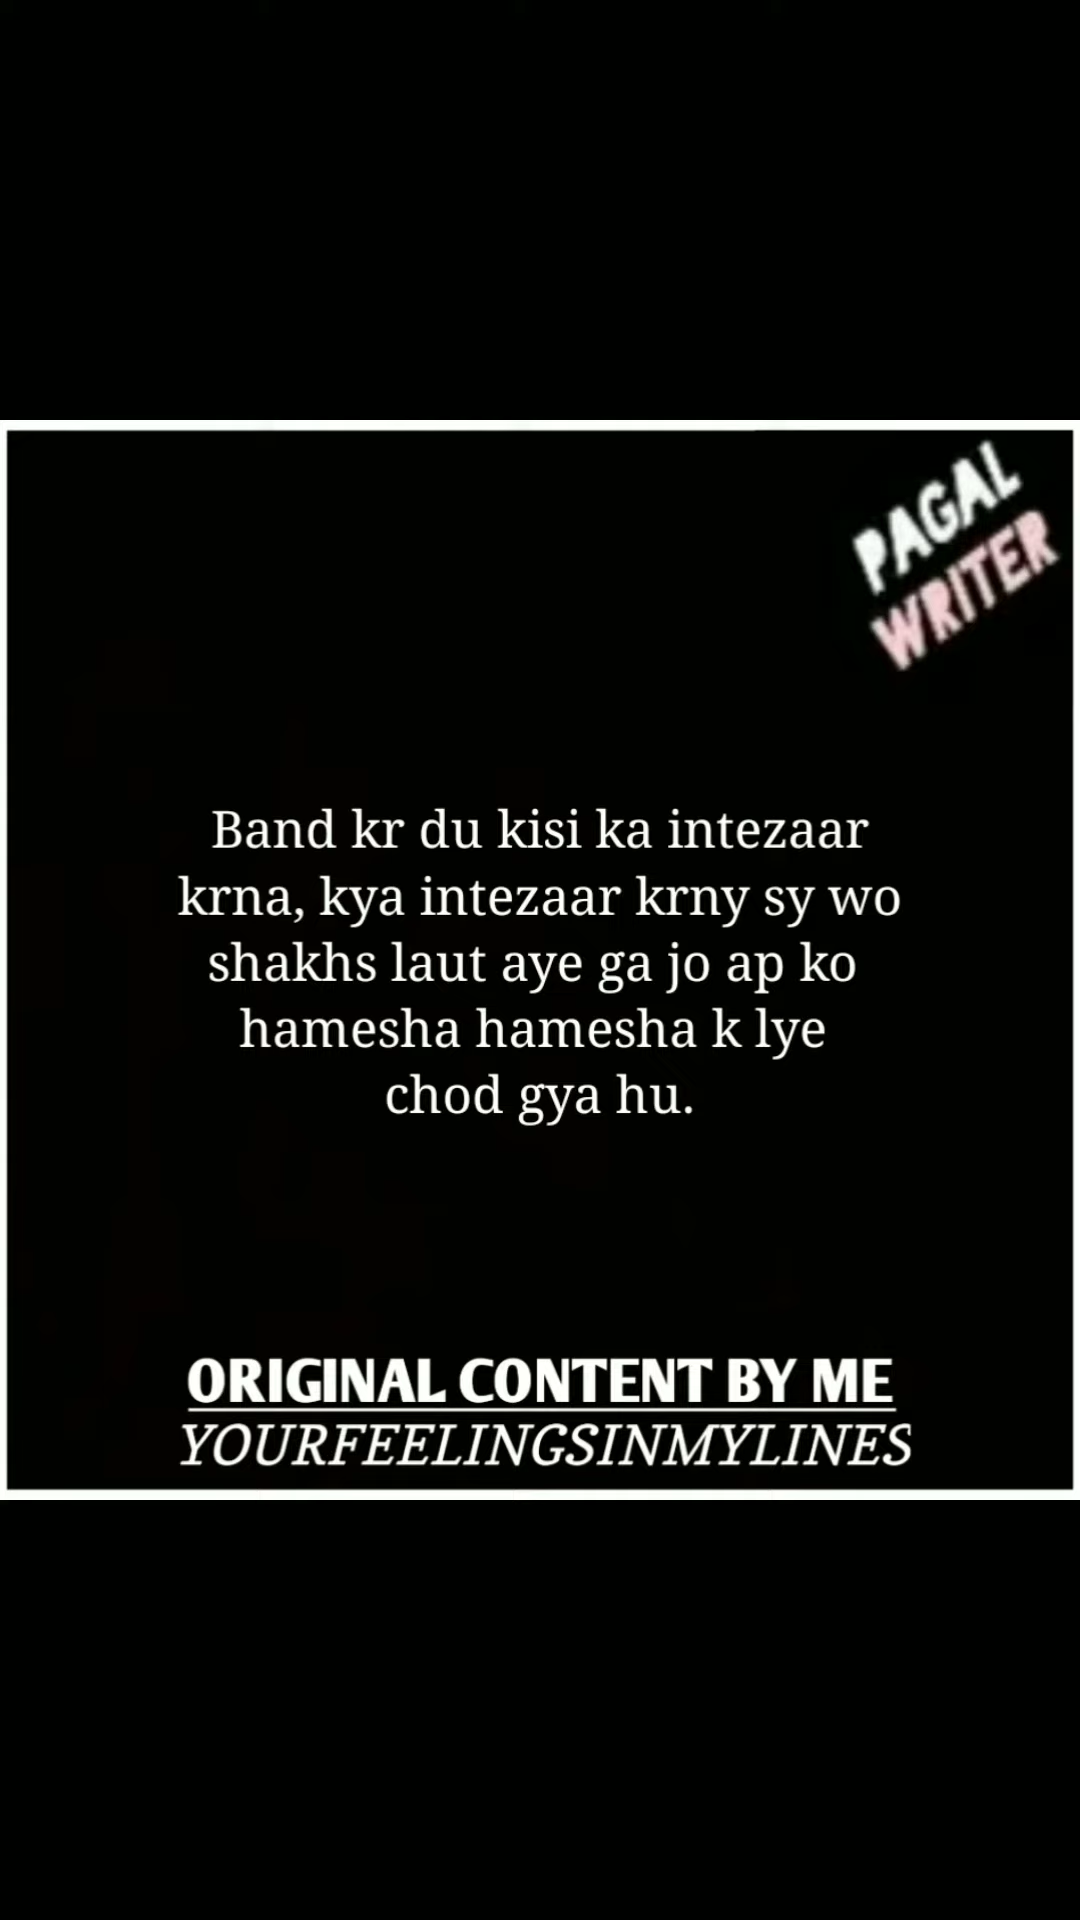 PAGAL
WRITER
Band kr du kisi ka intezaar
krna, kya intezaar krny sy wo
shakhs laut aye ga jo ap ko
hamesha hamesha k lye
chod gya hu.
ORIGINAL CONTENT BY ME
YOURFEELINGSINMYLINES